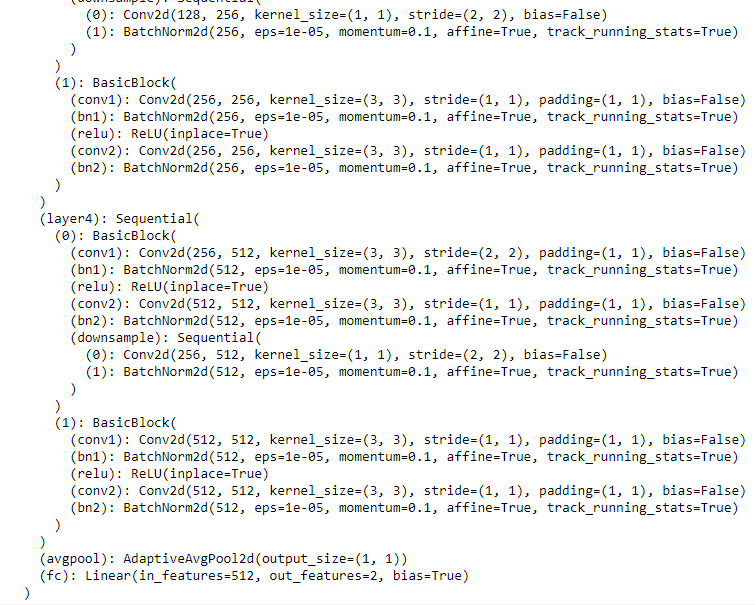 (downsample): Sequential(
(0): Conv2d(128, 256, kernel_size=(1, 1), stride=(2, 2), bias=False)
(1): BatchNorm2d(256, eps=1e-05, momentum=0.1, affine=True, track_running_stats=True)
)
)
(1): BasicBlock(
(conv1): Conv2d(256, 256, kernel_size=(3, 3), stride=(1, 1), padding=(1, 1), bias=False)
(bn1): BatchNorm2d(256, eps=1e-05, momentum=0.1, affine=True, track_running_stats=True)
(relu): ReLU(inplace=True)
(conv2): Conv2d(256, 256, kernel_size=(3, 3), stride=(1, 1), padding=(1, 1), bias=False)
(bn2): BatchNorm2d(256, eps=1e-05, momentum=0.1, affine=True, track_running_stats=True)
)
)
(layer4): Sequential(
(0): BasicBlock(
(conv1): Conv2d(256, 512, kernel_size=(3, 3), stride=(2, 2), padding=(1, 1), bias=False)
(bn1): BatchNorm2d(512, eps=1e-05, momentum=0.1, affine=True, track_running_stats=True)
(relu): ReLU(inplace=True)
(conv2): Conv2d(512, 512, kernel_size=(3, 3), stride=(1, 1), padding=(1, 1), bias=False)
(bn2): BatchNorm2d(512, eps=1e-05, momentum=0.1, affine=True, track_running_stats=True)
(downsample): Sequential(
(0): Conv2d(256, 512, kernel_size=(1, 1), stride=(2, 2), bias=False)
(1): BatchNorm2d(512, eps=1e-05, momentum=0.1, affine=True, track_running_stats=True)
)
)
(1): BasicBlock(
(conv1): Conv2d(512, 512, kernel_size=(3, 3), stride=(1, 1), padding=(1, 1), bias=False)
(bn1): BatchNorm2d(512, eps=1e-05, momentum=0.1, affine=True, track_running_stats=True)
(relu): ReLU(inplace=True)
(conv2): Conv2d(512, 512, kernel_size=(3, 3), stride=(1, 1), padding=(1, 1), bias=False)
(bn2): BatchNorm2d(512, eps=1e-05, momentum=0.1, affine=True, track_running_stats=True)
)
)
(avgpool): AdaptiveAvgPool2d(output_size=(1, 1))
(fc): Linear(in_features=512, out_features=2, bias=True)
)